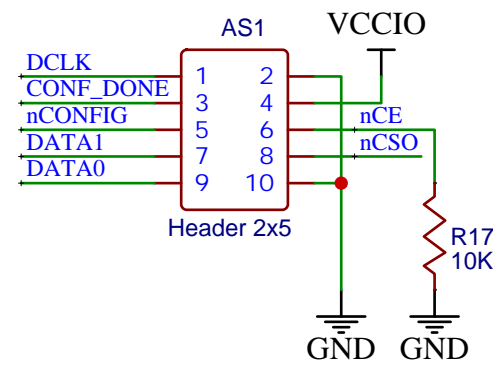 AS1
VCCIO
DCLK
1
2
CONF_DONE
3
4
nCONFIG
5
6
nCE
DATA1
7
8
nCSO
DATA0
9
10
Header 2x5
R17
10K
GND
GND